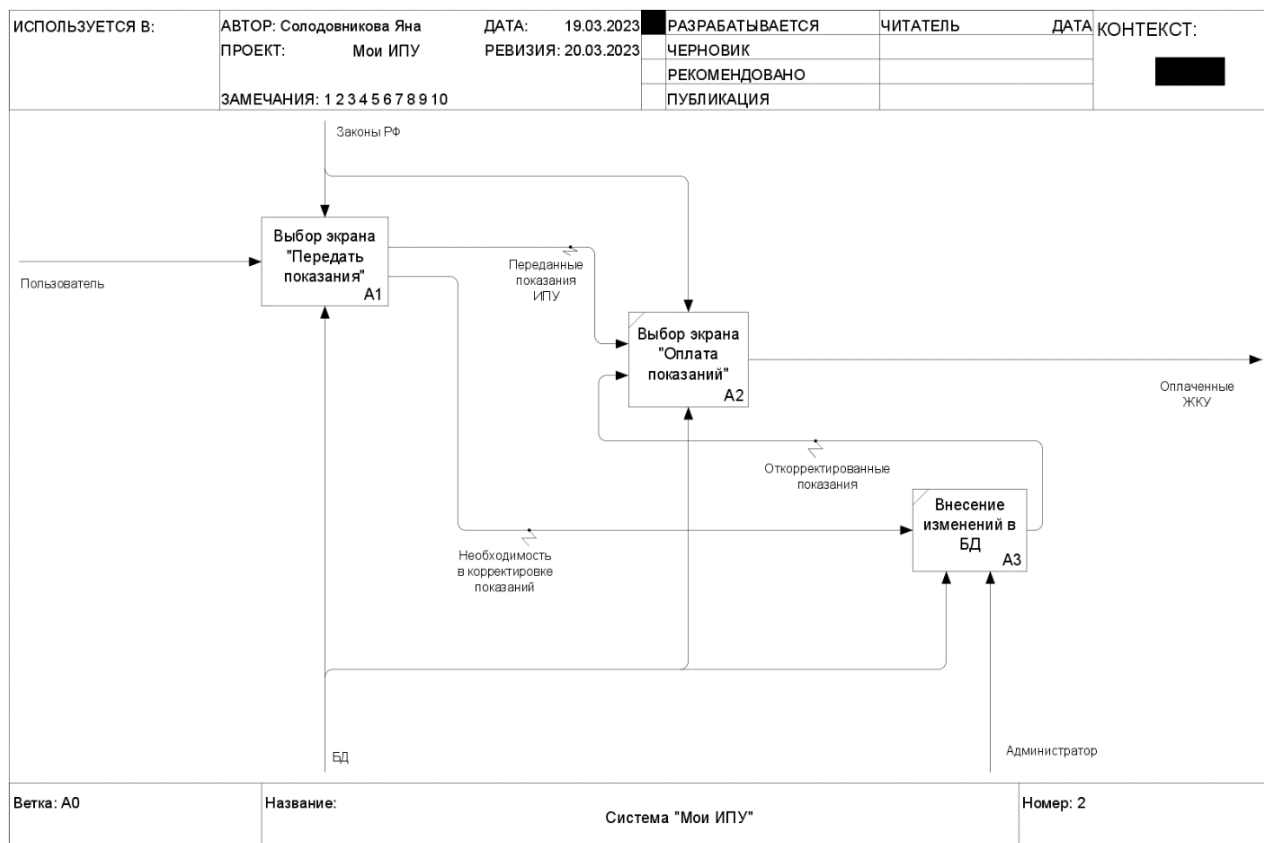 ИСПОЛЬЗУЕТСЯ В:
АВТОР: Солодовникова Яна
ДАТА: 19.03.2023
РАЗРАБАТЫВАЕТСЯ
ЧИТАТЕЛЬ
ДАТА
КОНТЕКСТ:
ПРОЕКТ: Мои ИПУ
РЕВИЗИЯ: 20.03.2023
ЧЕРНОВИК
РЕКОМЕНДОВАНО
ЗАМЕЧАНИЯ: 1 2 3 4 5 6 7 8 9 10
ПУБЛИКАЦИЯ
Законы РФ
Выбор экрана
"Передать
показания"
A1
Пользователь
Переданные
показания
ИПУ
Выбор экрана
"Оплата
показаний"
A2
Оплаченные
ЖКУ
Откорректированные
показания
Внесение
изменений в
БД
A3
Необходимость
в корректировке
показаний
БД
Администратор
Ветка: A0
Название:
Система "Мои ИПУ"
Номер: 2